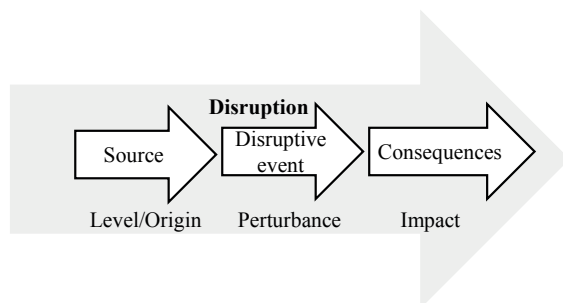 Disruption
Source
Disruptive
event
Consequences
Level/Origin
Perturbance
Impact